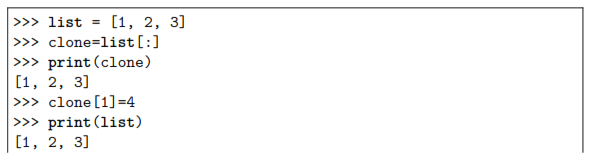 >>> list = [1, 2, 3]
>>> clone=list[:]
>>> print(clone)
[1, 2, 3]
>>> clone[1]=4
>>> print(list)
[1, 2, 3]